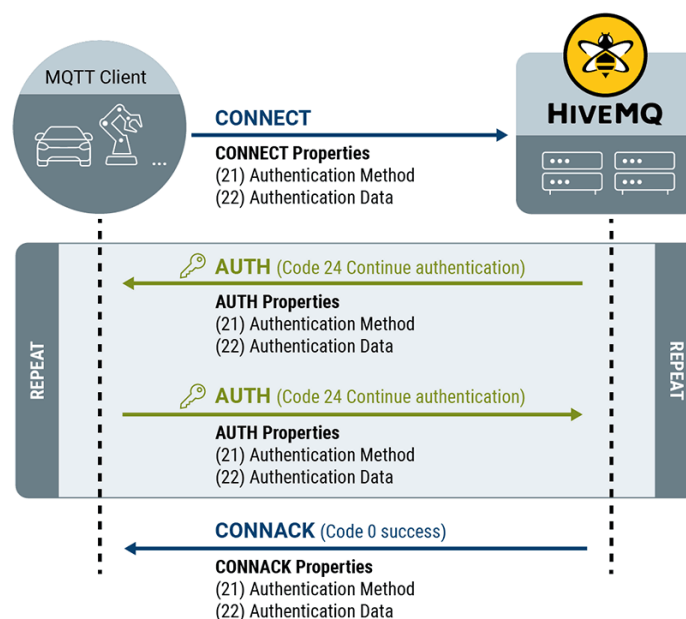 MQTT Client
...
HIVEMQ
CONNECT
CONNECT Properties
(21) Authentication Method
(22) Authentication Data
REPEAT
AUTH (Code 24 Continue authentication)
AUTH Properties
(21) Authentication Method
(22) Authentication Data
AUTH (Code 24 Continue authentication)
AUTH Properties
(21) Authentication Method
(22) Authentication Data
REPEAT
CONNACK (Code 0 success)
CONNACK Properties
(21) Authentication Method
(22) Authentication Data